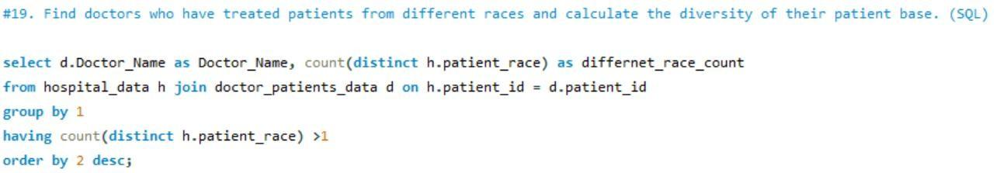 #19. Find doctors who have treated patients from different races and calculate the diversity of their patient base. (SQL)
select d.Doctor_Name as Doctor_Name, count(distinct h.patient_race) as differnet_race_count
from hospital_data h join doctor_patients_data d on h.patient_id = d.patient_id
group by 1
having count(distinct h.patient_race) >1
order by 2 desc;